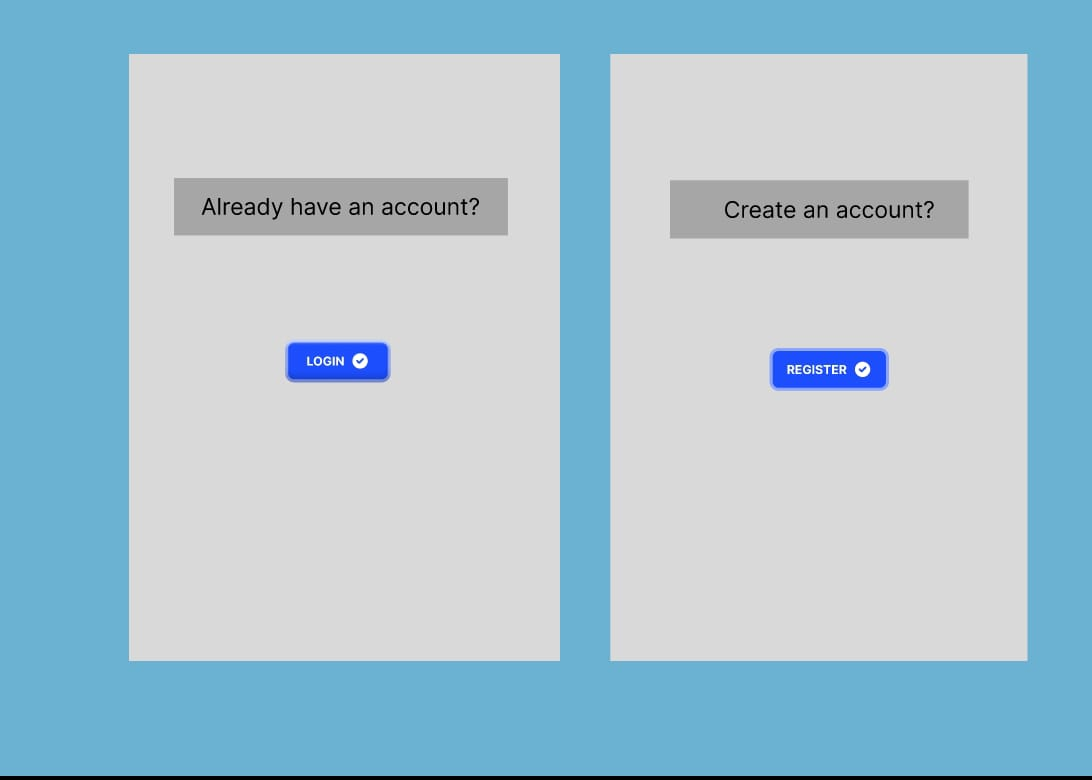 Already have an account?
LOGIN
Create an account?
REGISTER